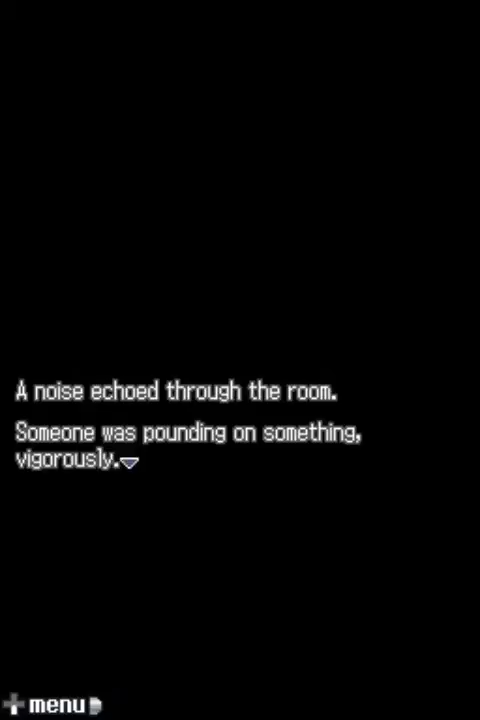 A noise echoed through the room.
Someone was pounding on something,
vigorously.
menu